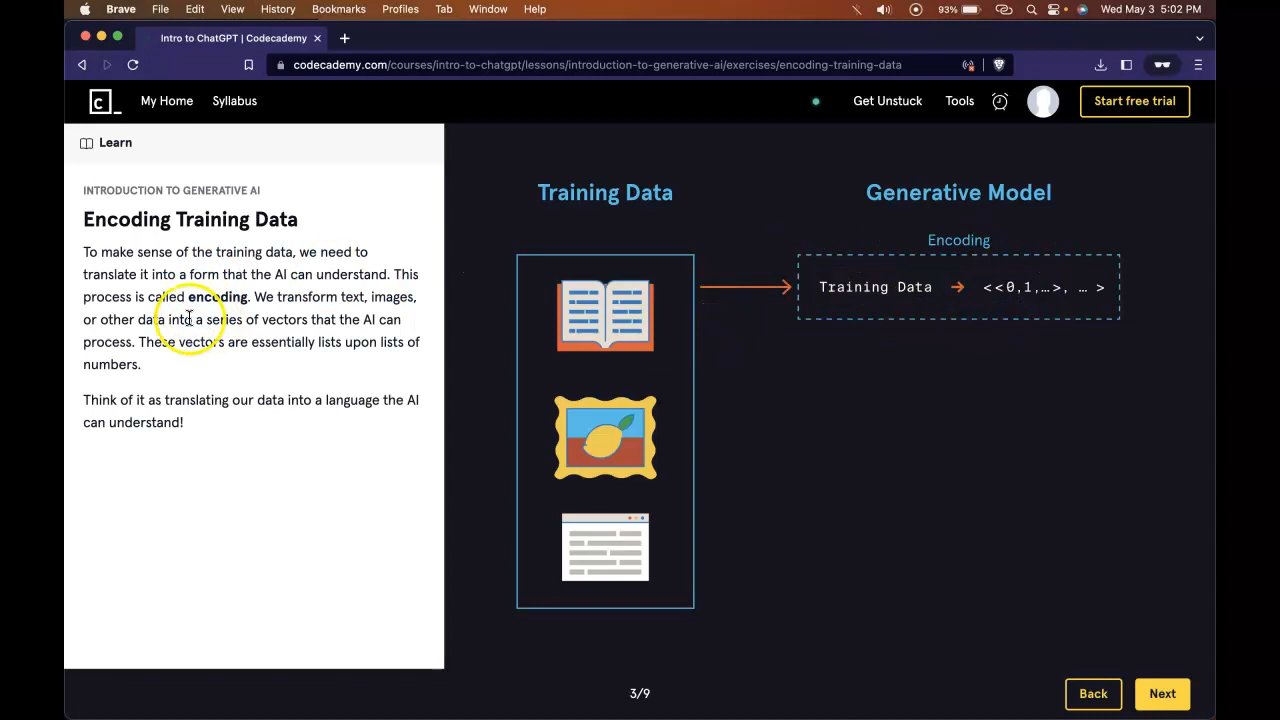 Brave File Edit View History Bookmarks Profiles Tab Window Help 93% Wed May 3 5:02 PM
Intro to ChatGPT | Codecademy
codecademy.com/courses/intro-to-chatgpt/lessons/introduction-to-generative-ai/exercises/encoding-training-data
c_ My Home Syllabus Get Unstuck Tools Start free trial
Learn
INTRODUCTION TO GENERATIVE AI
Encoding Training Data
To make sense of the training data, we need to
translate it into a form that the AI can understand. This
process is called encoding. We transform text, images,
or other data into a series of vectors that the AI can
process. These vectors are essentially lists upon lists of
numbers.
Think of it as translating our data into a language the AI
can understand!
Training Data
Generative Model
Encoding
Training Data → <<0,1,…>, … >
3/9
Back
Next